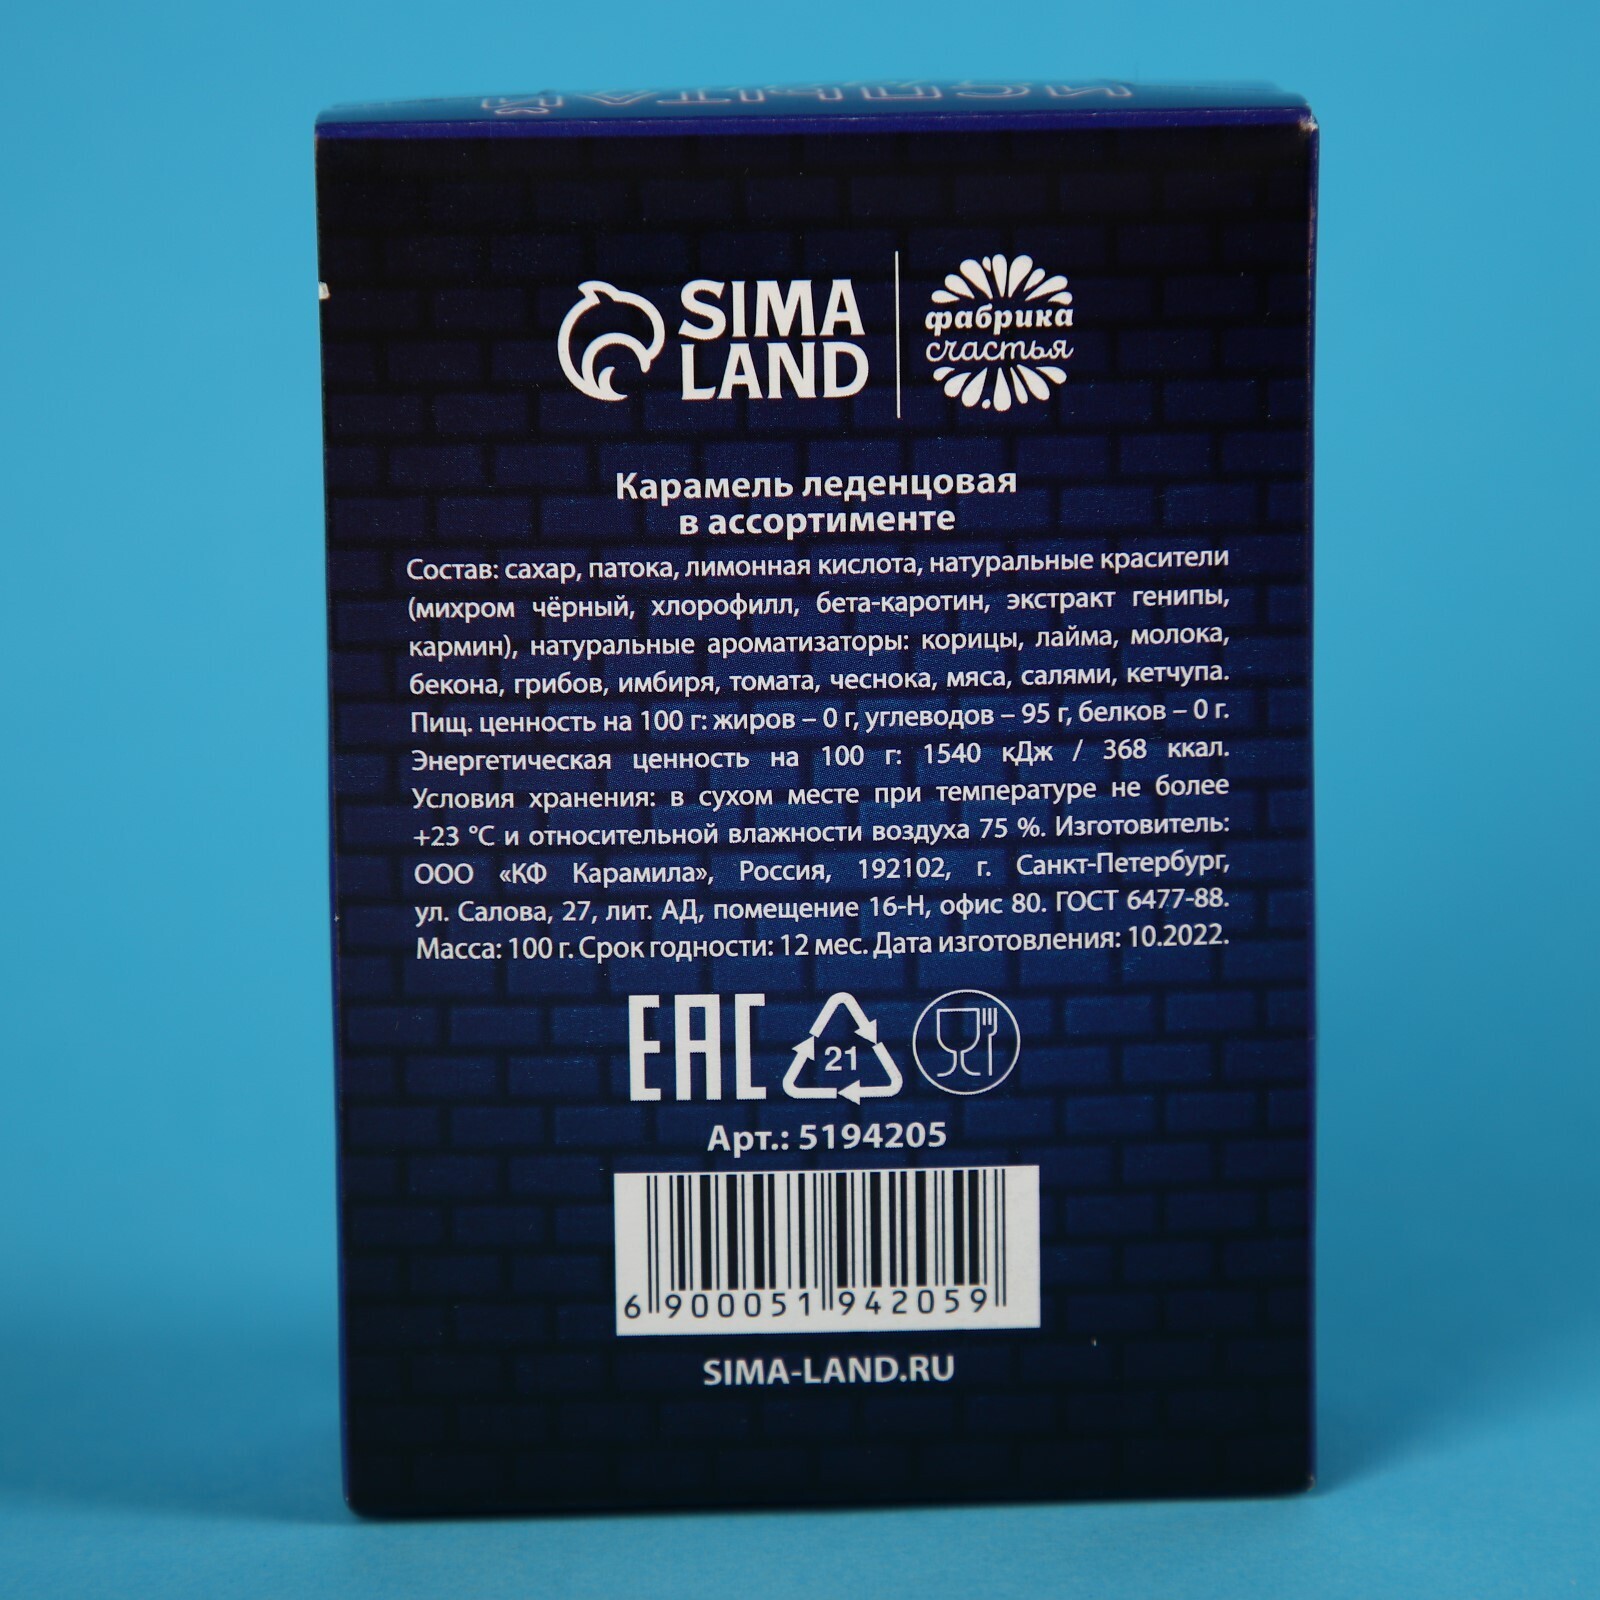 ИСПЫТАЙ
SIMA
LAND
фабрика
счастья
Карамель леденцовая
в ассортименте
Состав: сахар, патока, лимонная кислота, натуральные красители
(михром чёрный, хлорофилл, бета-каротин, экстракт генипы,
кармин), натуральные ароматизаторы: корицы, лайма, молока,
бекона, грибов, имбиря, томата, чеснока, мяса, салями, кетчупа.
Пищ. ценность на 100 г: жиров – 0 г, углеводов – 95 г, белков – 0 г.
Энергетическая ценность на 100 г: 1540 кДж / 368 ккал.
Условия хранения: в сухом месте при температуре не более
+23 °С и относительной влажности воздуха 75 %. Изготовитель:
ООО «КФ Карамила», Россия, 192102, г. Санкт-Петербург,
ул. Салова, 27, лит. АД, помещение 16-Н, офис 80. ГОСТ 6477-88.
Масса: 100 г. Срок годности: 12 мес. Дата изготовления: 10.2022.
ЕАС 21
Арт.: 5194205
6 900051 942059
SIMA-LAND.RU